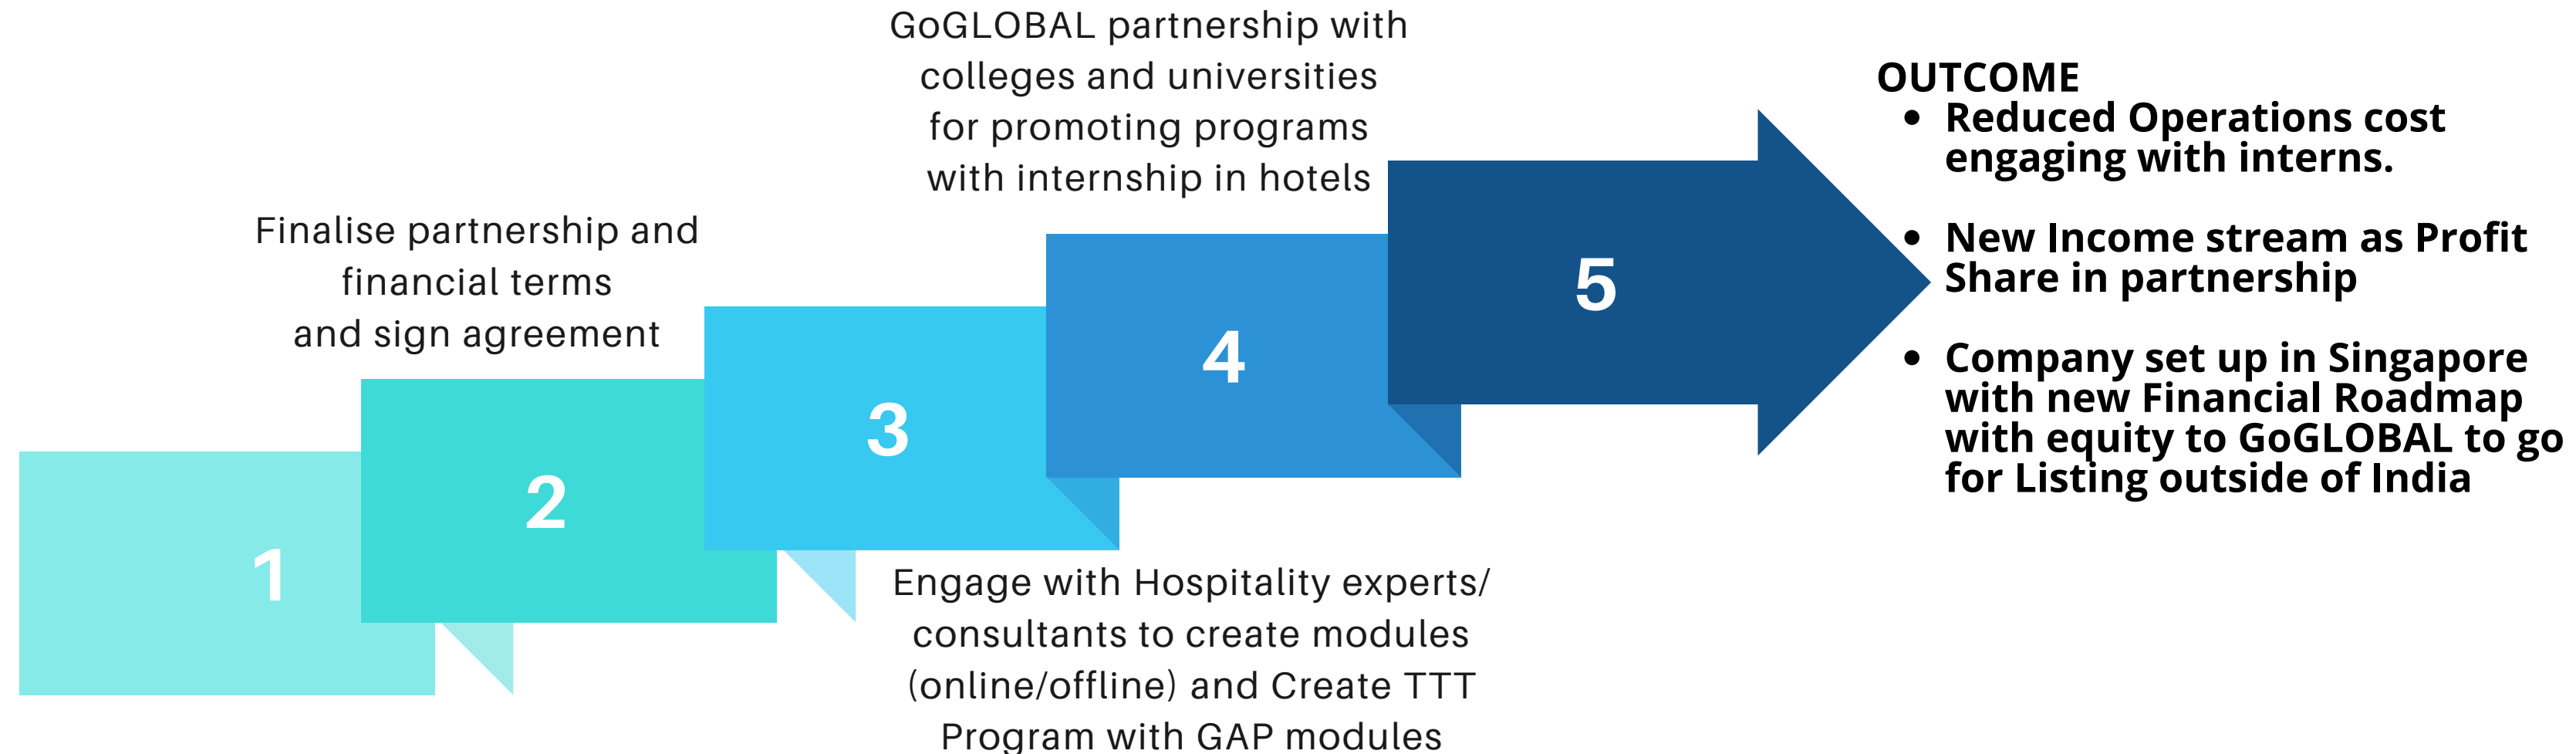 GoGLOBAL partnership with
colleges and universities
for promoting programs
with internship in hotels
Finalise partnership and
financial terms
and sign agreement
1
2
3
4
5
Engage with Hospitality experts/
consultants to create modules
(online/offline) and Create TTT
Program with GAP modules
OUTCOME
• Reduced Operations cost
engaging with interns.
• New Income stream as Profit
Share in partnership
• Company set up in Singapore
with new Financial Roadmap
with equity to GoGLOBAL to go
for Listing outside of India